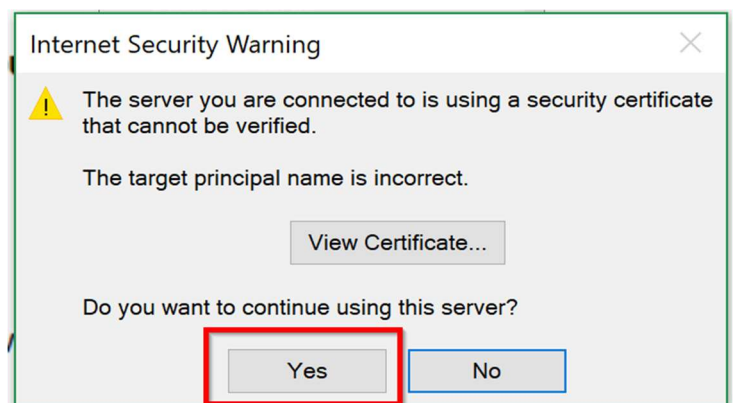 Internet Security Warning
The server you are connected to is using a security certificate
that cannot be verified.
The target principal name is incorrect.
View Certificate...
Do you want to continue using this server?
Yes
No